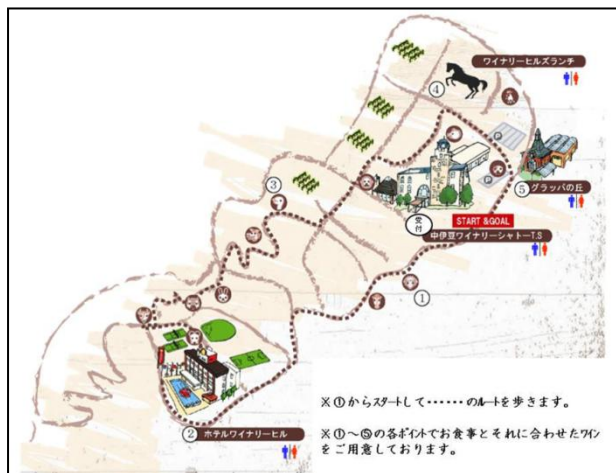 ワイナリーヒルズランチ
④
⑤ グラッパの丘
③
受付
START &GOAL
中伊豆ワイナリーシャトーT.S
①
② ホテルワイナリーヒル
※①からスタートして‥‥‥のルートを歩きます。
※①～⑤の各ポイントでお食事とそれに合わせたワイン
をご用意しております。